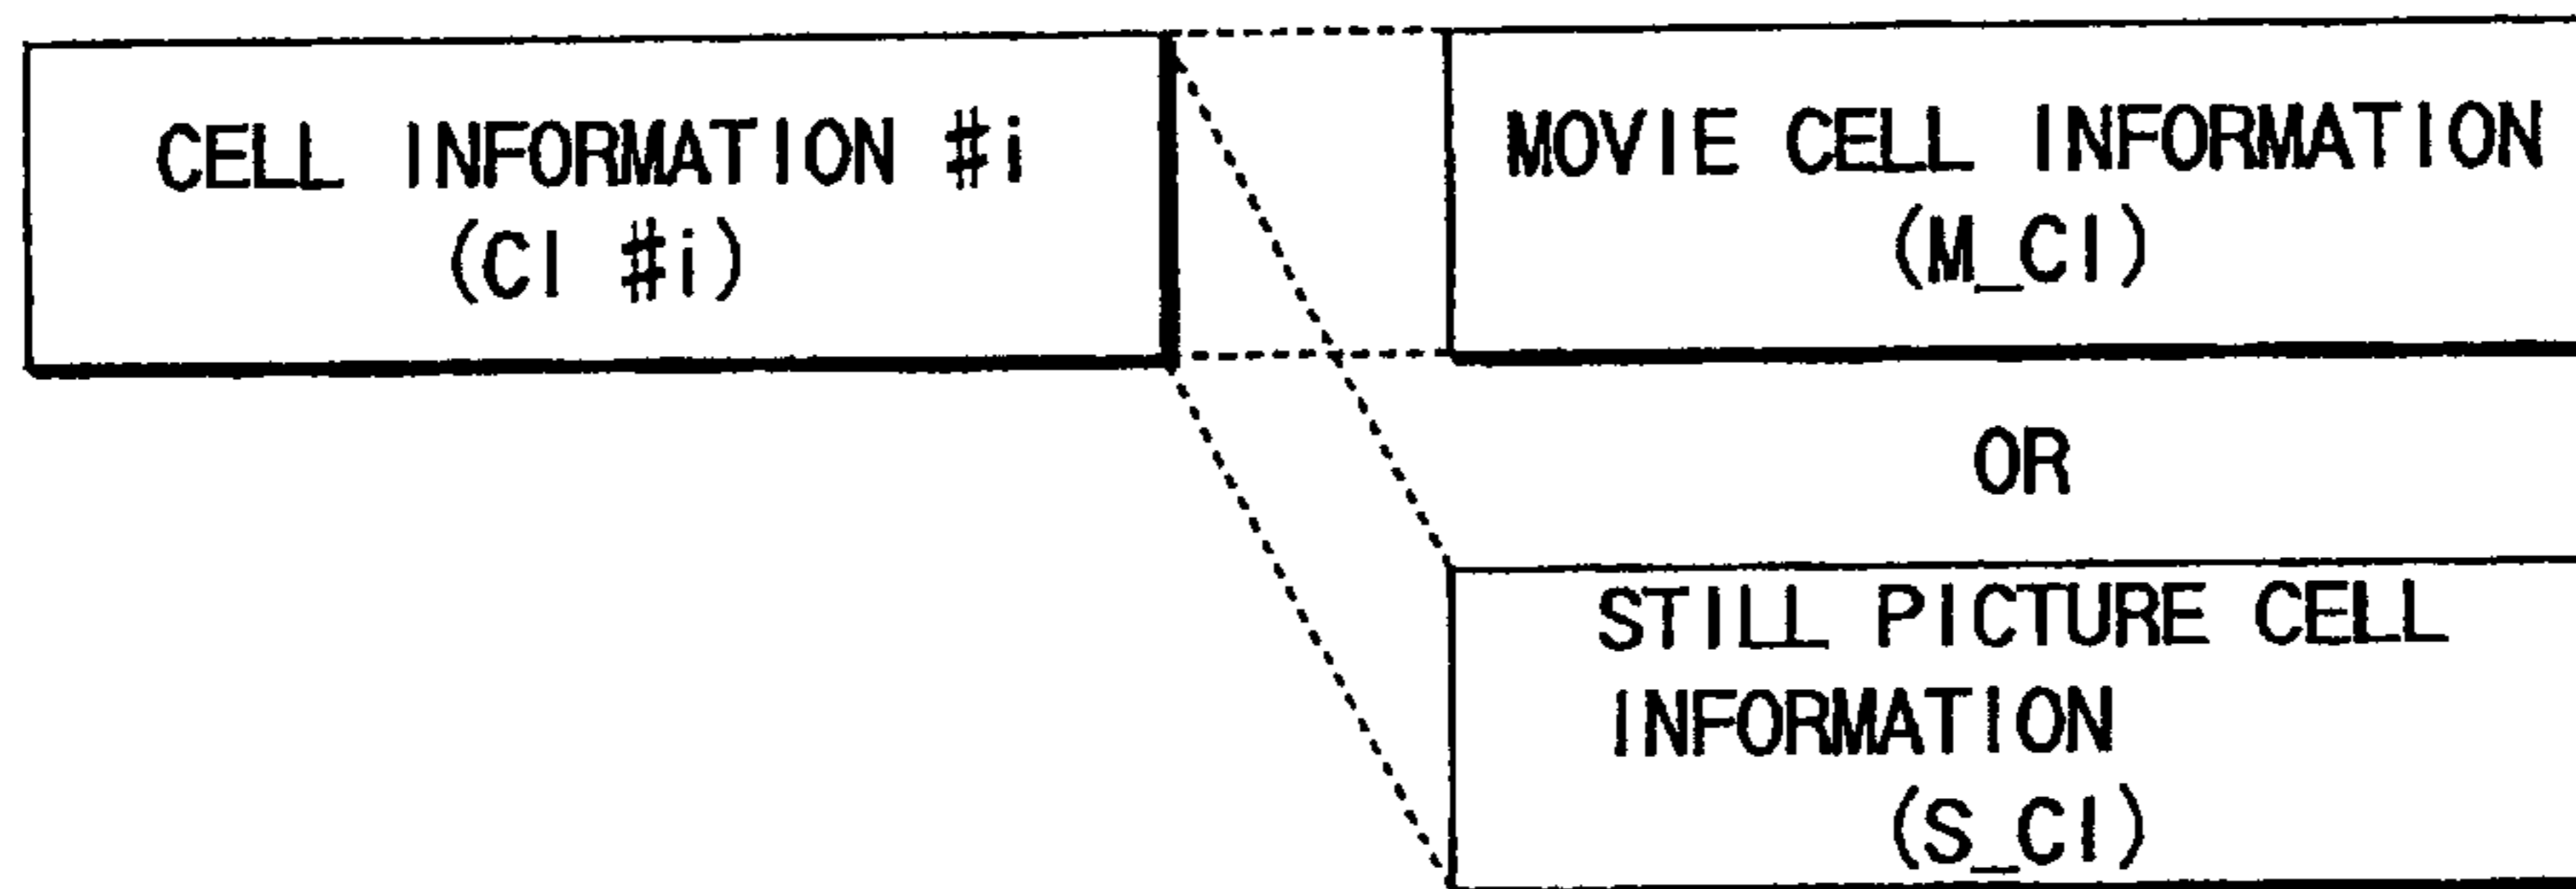 CELL INFORMATION #i
(CI #i)
MOVIE CELL INFORMATION
(M_CI)
OR
STILL PICTURE CELL
INFORMATION
(S_CI)